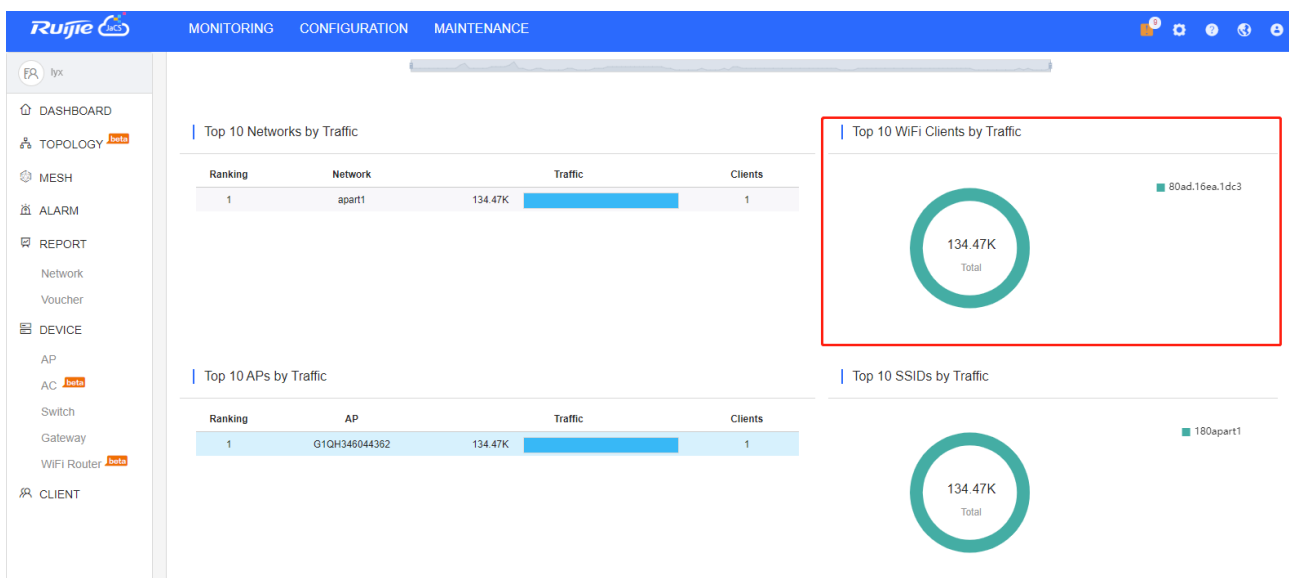 Ruijie JaCS MONITORING CONFIGURATION MAINTENANCE 9
lyx
DASHBOARD
TOPOLOGY beta
MESH
ALARM
REPORT
Network
Voucher
DEVICE
AP
AC beta
Switch
Gateway
WiFi Router beta
CLIENT
Top 10 Networks by Traffic
Ranking Network Traffic Clients
1 apart1 134.47K 1
Top 10 WiFi Clients by Traffic
80ad.16ea.1dc3
134.47K
Total
Top 10 APs by Traffic
Ranking AP Traffic Clients
1 G1QH346044362 134.47K 1
Top 10 SSIDs by Traffic
180apart1
134.47K
Total